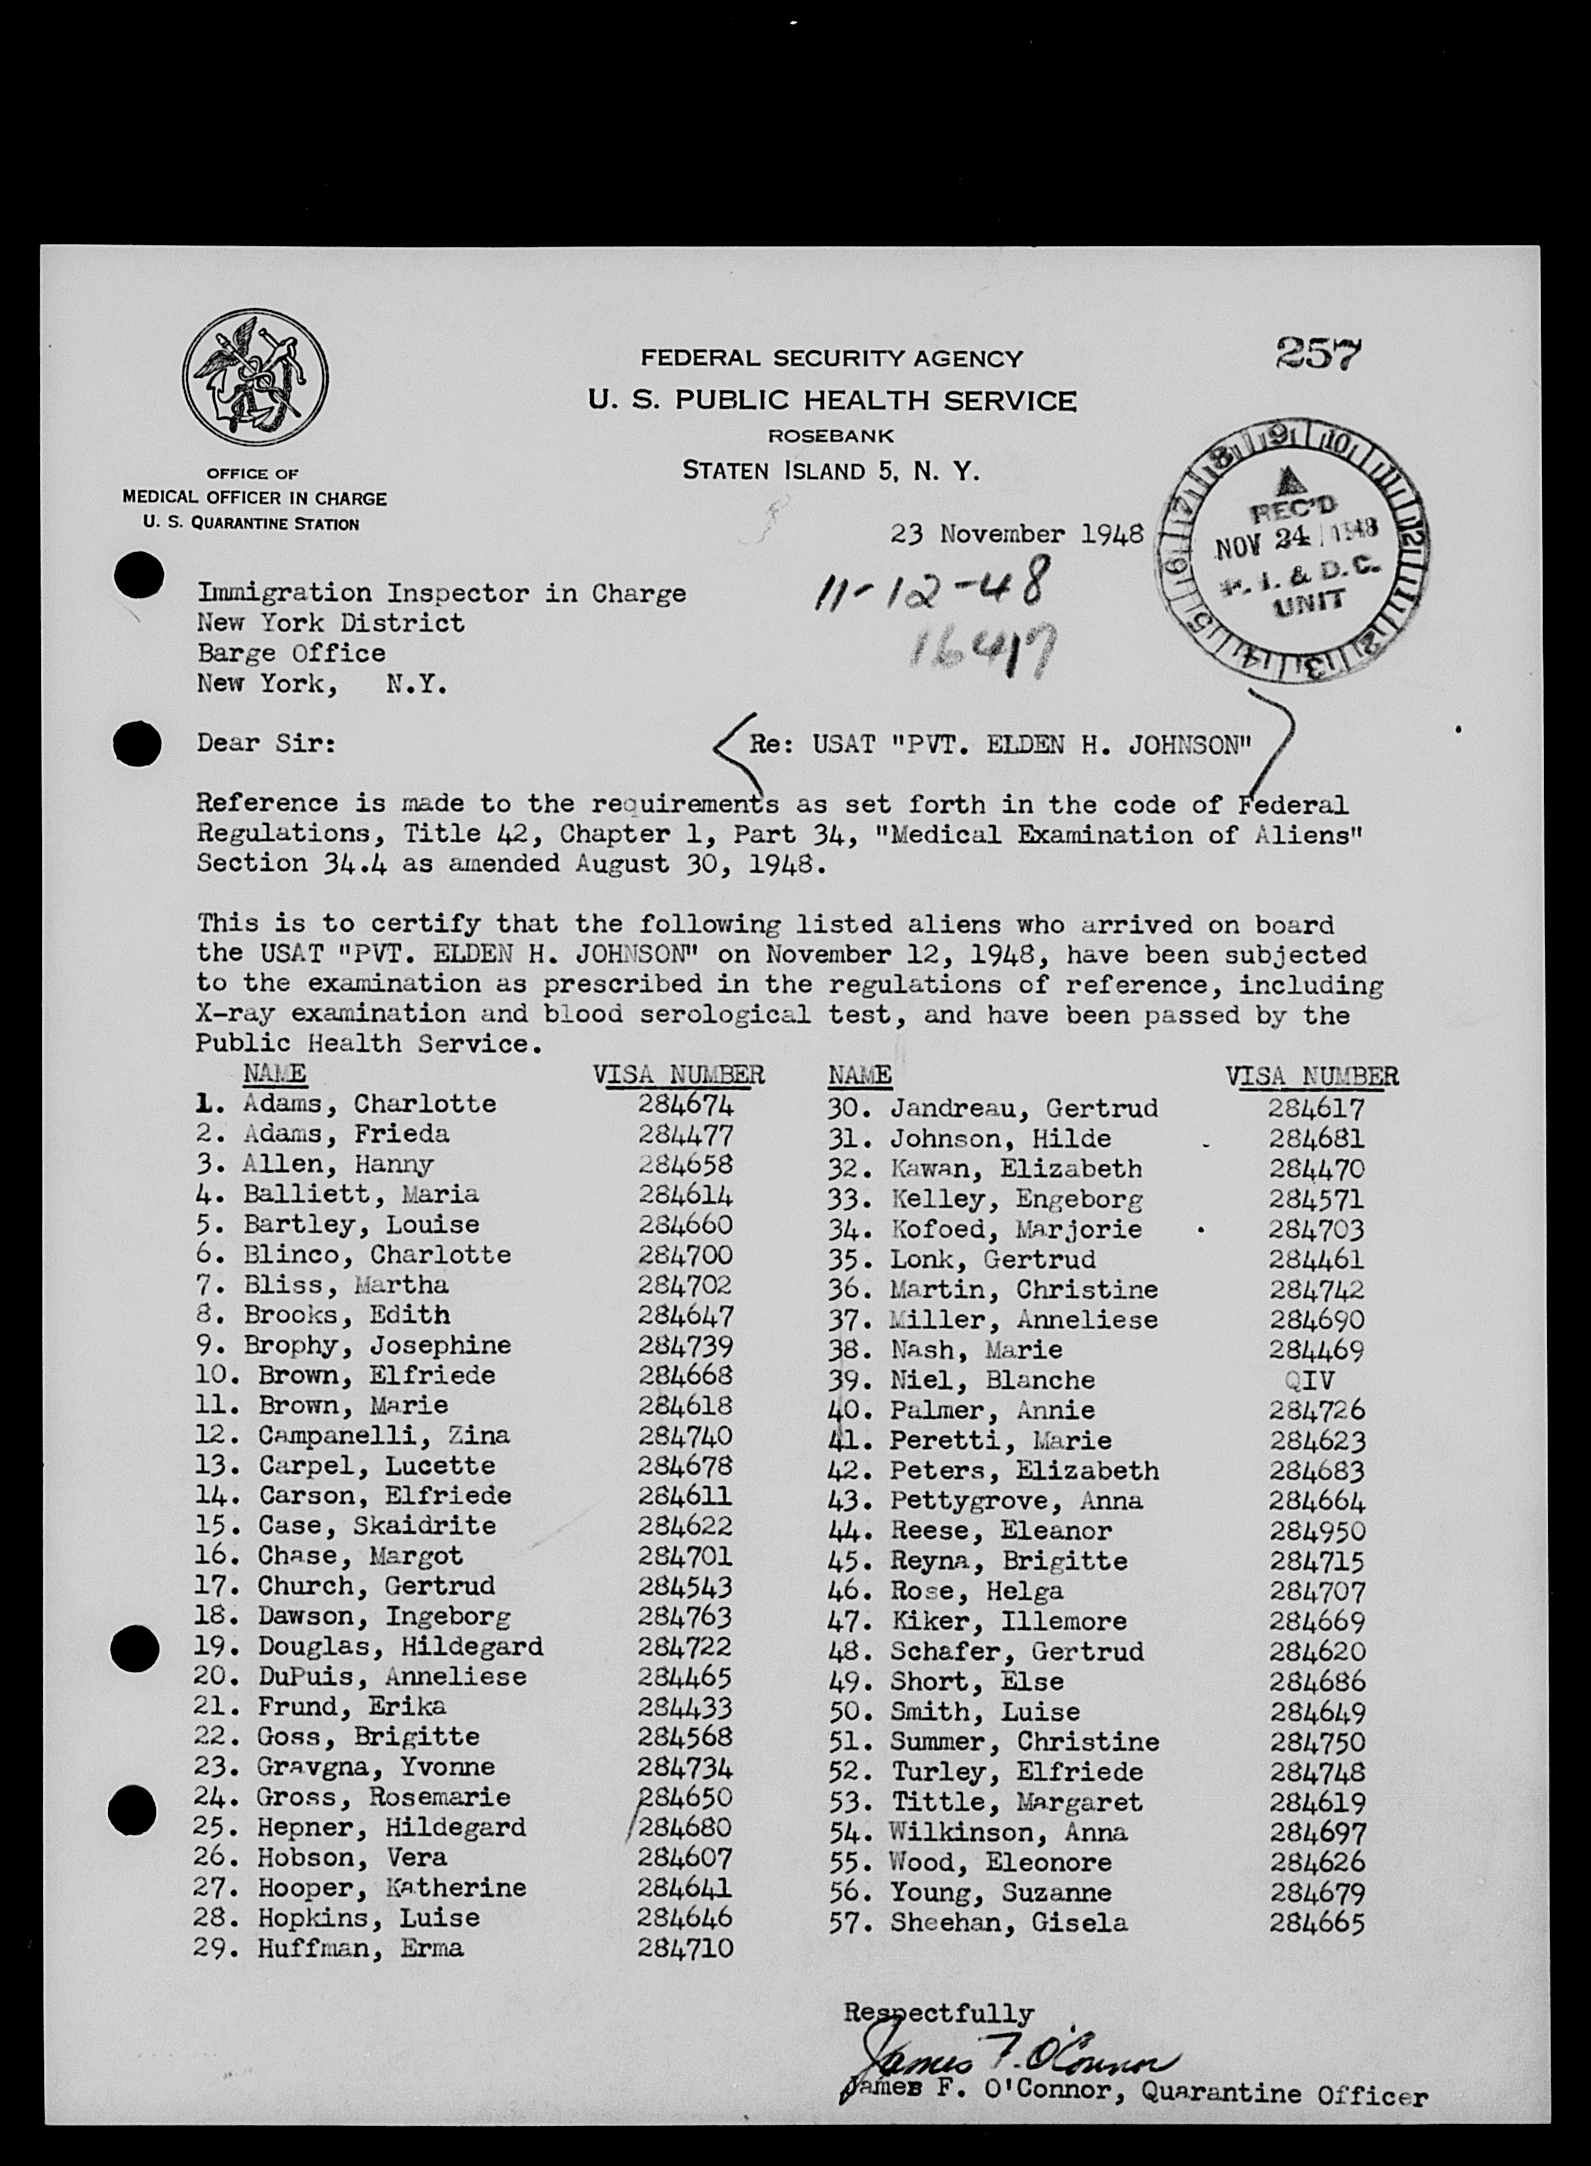 257
FEDERAL SECURITY AGENCY
U. S. PUBLIC HEALTH SERVICE
ROSEBANK
STATEN ISLAND 5, N. Y.
OFFICE OF
MEDICAL OFFICER IN CHARGE
U. S. QUARANTINE STATION
REC'D
NOV 24 1948
& D.C.
UNIT
23 November 1948
11-12-48
16417
Immigration Inspector in Charge
New York District
Barge Office
New York, N.Y.
Dear Sir:
Re: USAT "PVT. ELDEN H. JOHNSON"
Reference is made to the requirements as set forth in the code of Federal
Regulations, Title 42, Chapter 1, Part 34, "Medical Examination of Aliens"
Section 34.4 as amended August 30, 1948.
This is to certify that the following listed aliens who arrived on board
the USAT "PVT. ELDEN H. JOHNSON" on November 12, 1948, have been subjected
to the examination as prescribed in the regulations of reference, including
X-ray examination and blood serological test, and have been passed by the
Public Health Service.
NAME VISA NUMBER
1. Adams, Charlotte 284674
2. Adams, Frieda 284477
3. Allen, Hanny 284658
4. Balliett, Maria 284614
5. Bartley, Louise 284660
6. Blinco, Charlotte 284700
7. Bliss, Martha 284702
8. Brooks, Edith 284647
9. Brophy, Josephine 284739
10. Brown, Elfriede 284668
11. Brown, Marie 284618
12. Campanelli, Zina 284740
13. Carpel, Lucette 284678
14. Carson, Elfriede 284611
15. Case, Skaidrite 284622
16. Chase, Margot 284701
17. Church, Gertrud 284543
18. Dawson, Ingeborg 284763
19. Douglas, Hildegard 284722
20. DuPuis, Anneliese 284465
21. Frund, Erika 284433
22. Goss, Brigitte 284568
23. Gravgna, Yvonne 284734
24. Gross, Rosemarie 284650
25. Hepner, Hildegard 284680
26. Hobson, Vera 284607
27. Hooper, Katherine 284641
28. Hopkins, Luise 284646
29. Huffman, Erma 284710
NAME VISA NUMBER
30. Jandreau, Gertrud 284617
31. Johnson, Hilde 284681
32. Kawan, Elizabeth 284470
33. Kelley, Engeborg 284571
34. Kofoed, Marjorie 284703
35. Lonk, Gertrud 284461
36. Martin, Christine 284742
37. Miller, Anneliese 284690
38. Nash, Marie 284469
39. Niel, Blanche QIV
40. Palmer, Annie 284726
41. Peretti, Marie 284623
42. Peters, Elizabeth 284683
43. Pettygrove, Anna 284664
44. Reese, Eleanor 284950
45. Reyna, Brigitte 284715
46. Rose, Helga 284707
47. Kiker, Illemore 284669
48. Schafer, Gertrud 284620
49. Short, Else 284686
50. Smith, Luise 284649
51. Summer, Christine 284750
52. Turley, Elfriede 284748
53. Tittle, Margaret 284619
54. Wilkinson, Anna 284697
55. Wood, Eleonore 284626
56. Young, Suzanne 284679
57. Sheehan, Gisela 284665
Respectfully
James F. O'Connor
James F. O'Connor, Quarantine Officer